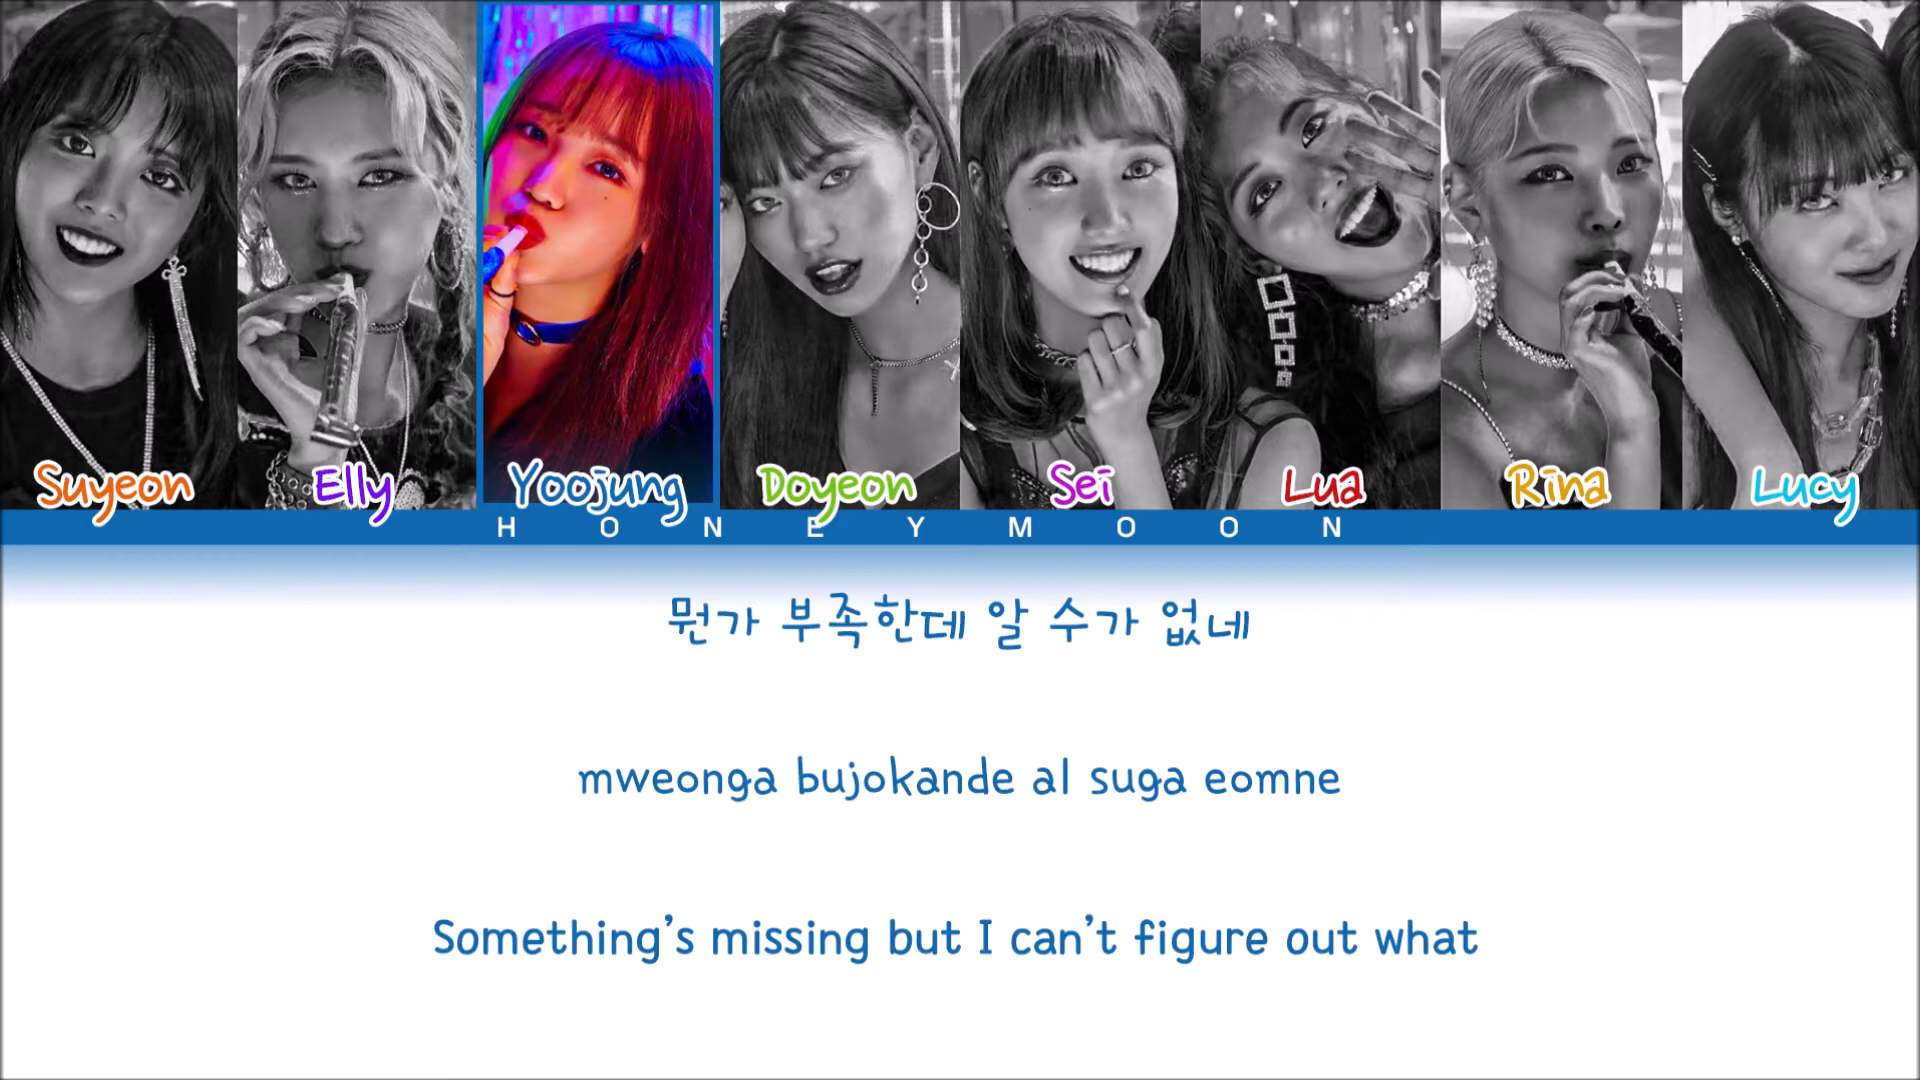 Suyeon Elly Yoojung Doyeon Sei Lua Rina Lucy
HONEYMOON
뭔가 부족한데 알 수가 없네
mweonga bujokande al suga eomne
Something's missing but I can't figure out what